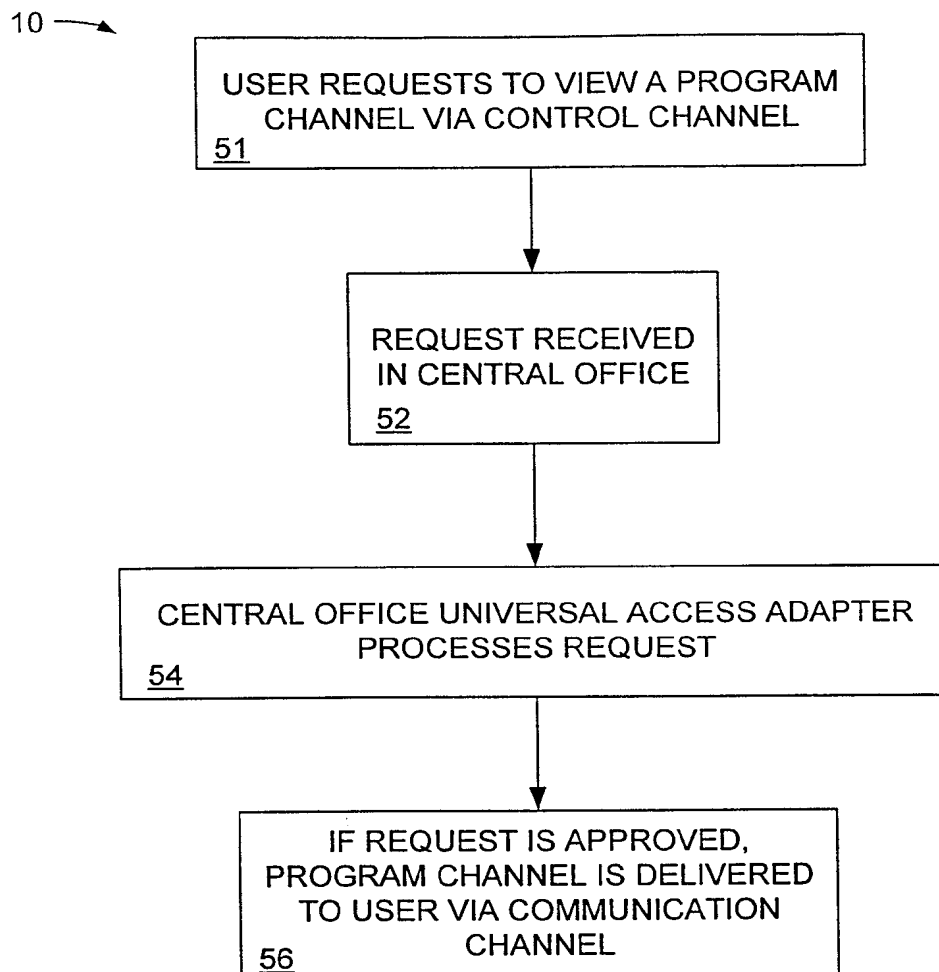 10
USER REQUESTS TO VIEW A PROGRAM
CHANNEL VIA CONTROL CHANNEL
51
REQUEST RECEIVED
IN CENTRAL OFFICE
52
CENTRAL OFFICE UNIVERSAL ACCESS ADAPTER
PROCESSES REQUEST
54
IF REQUEST IS APPROVED,
PROGRAM CHANNEL IS DELIVERED
TO USER VIA COMMUNICATION
CHANNEL
56